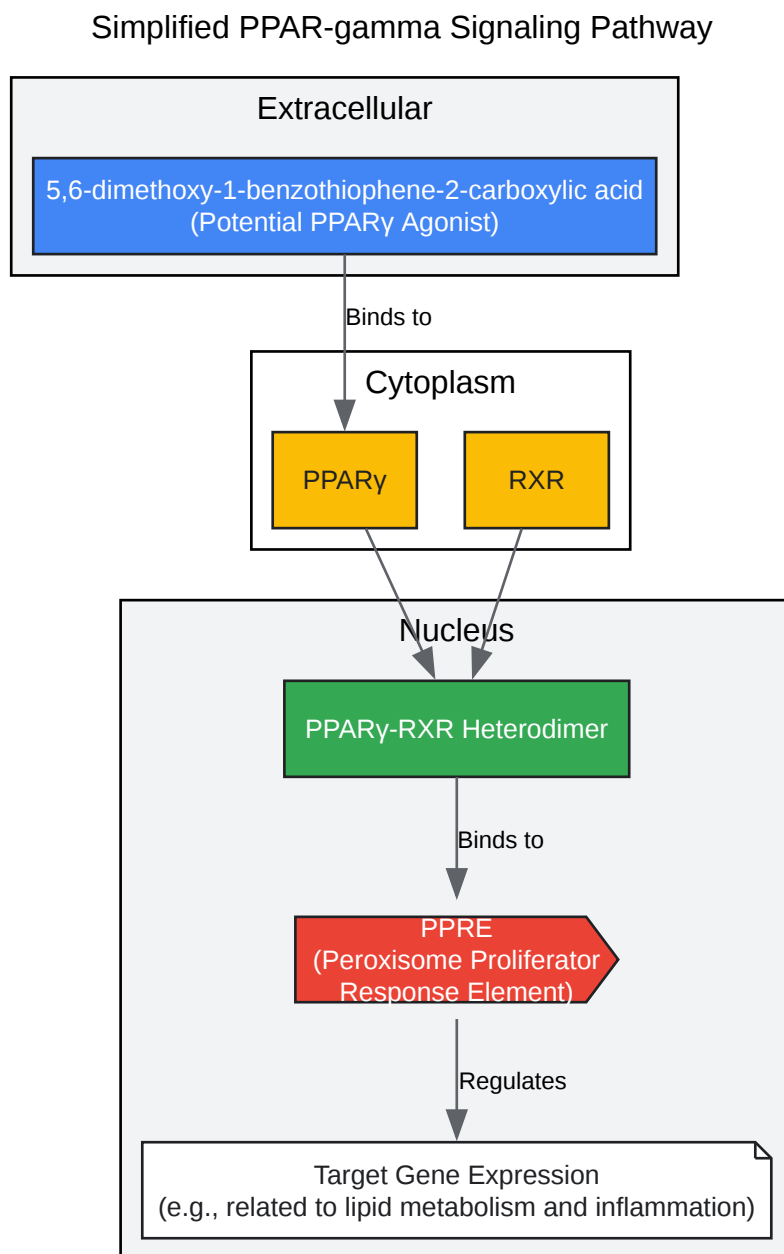 Simplified PPAR-gamma Signaling Pathway
Extracellular
5,6-dimethoxy-1-benzothiophene-2-carboxylic acid
(Potential PPARγ Agonist)
Binds to
Cytoplasm
PPARγ
RXR
Nucleus
PPARγ-RXR Heterodimer
Binds to
PPRE
(Peroxisome Proliferator
Response Element)
Regulates
Target Gene Expression
(e.g., related to lipid metabolism and inflammation)